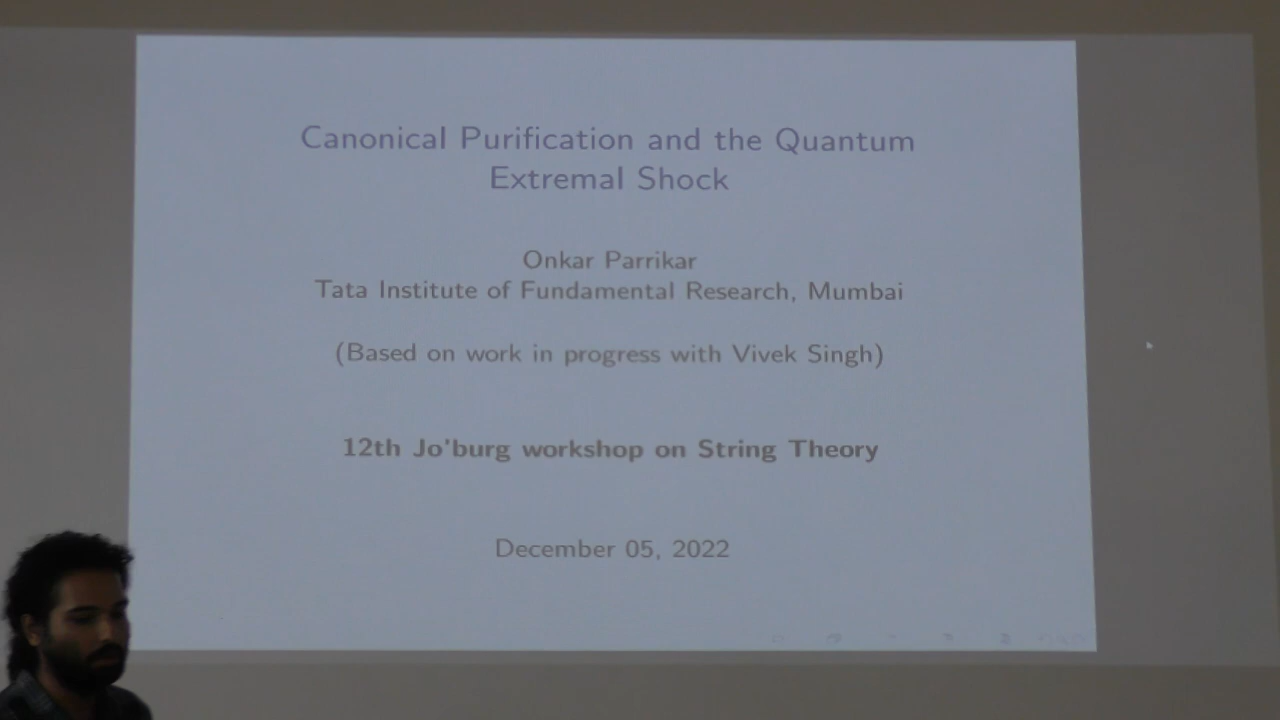 Canonical Purification and the Quantum
Extremal Shock
Onkar Parrikar
Tata Institute of Fundamental Research, Mumbai
(Based on work in progress with Vivek Singh)
12th Jo'burg workshop on String Theory
December 05, 2022